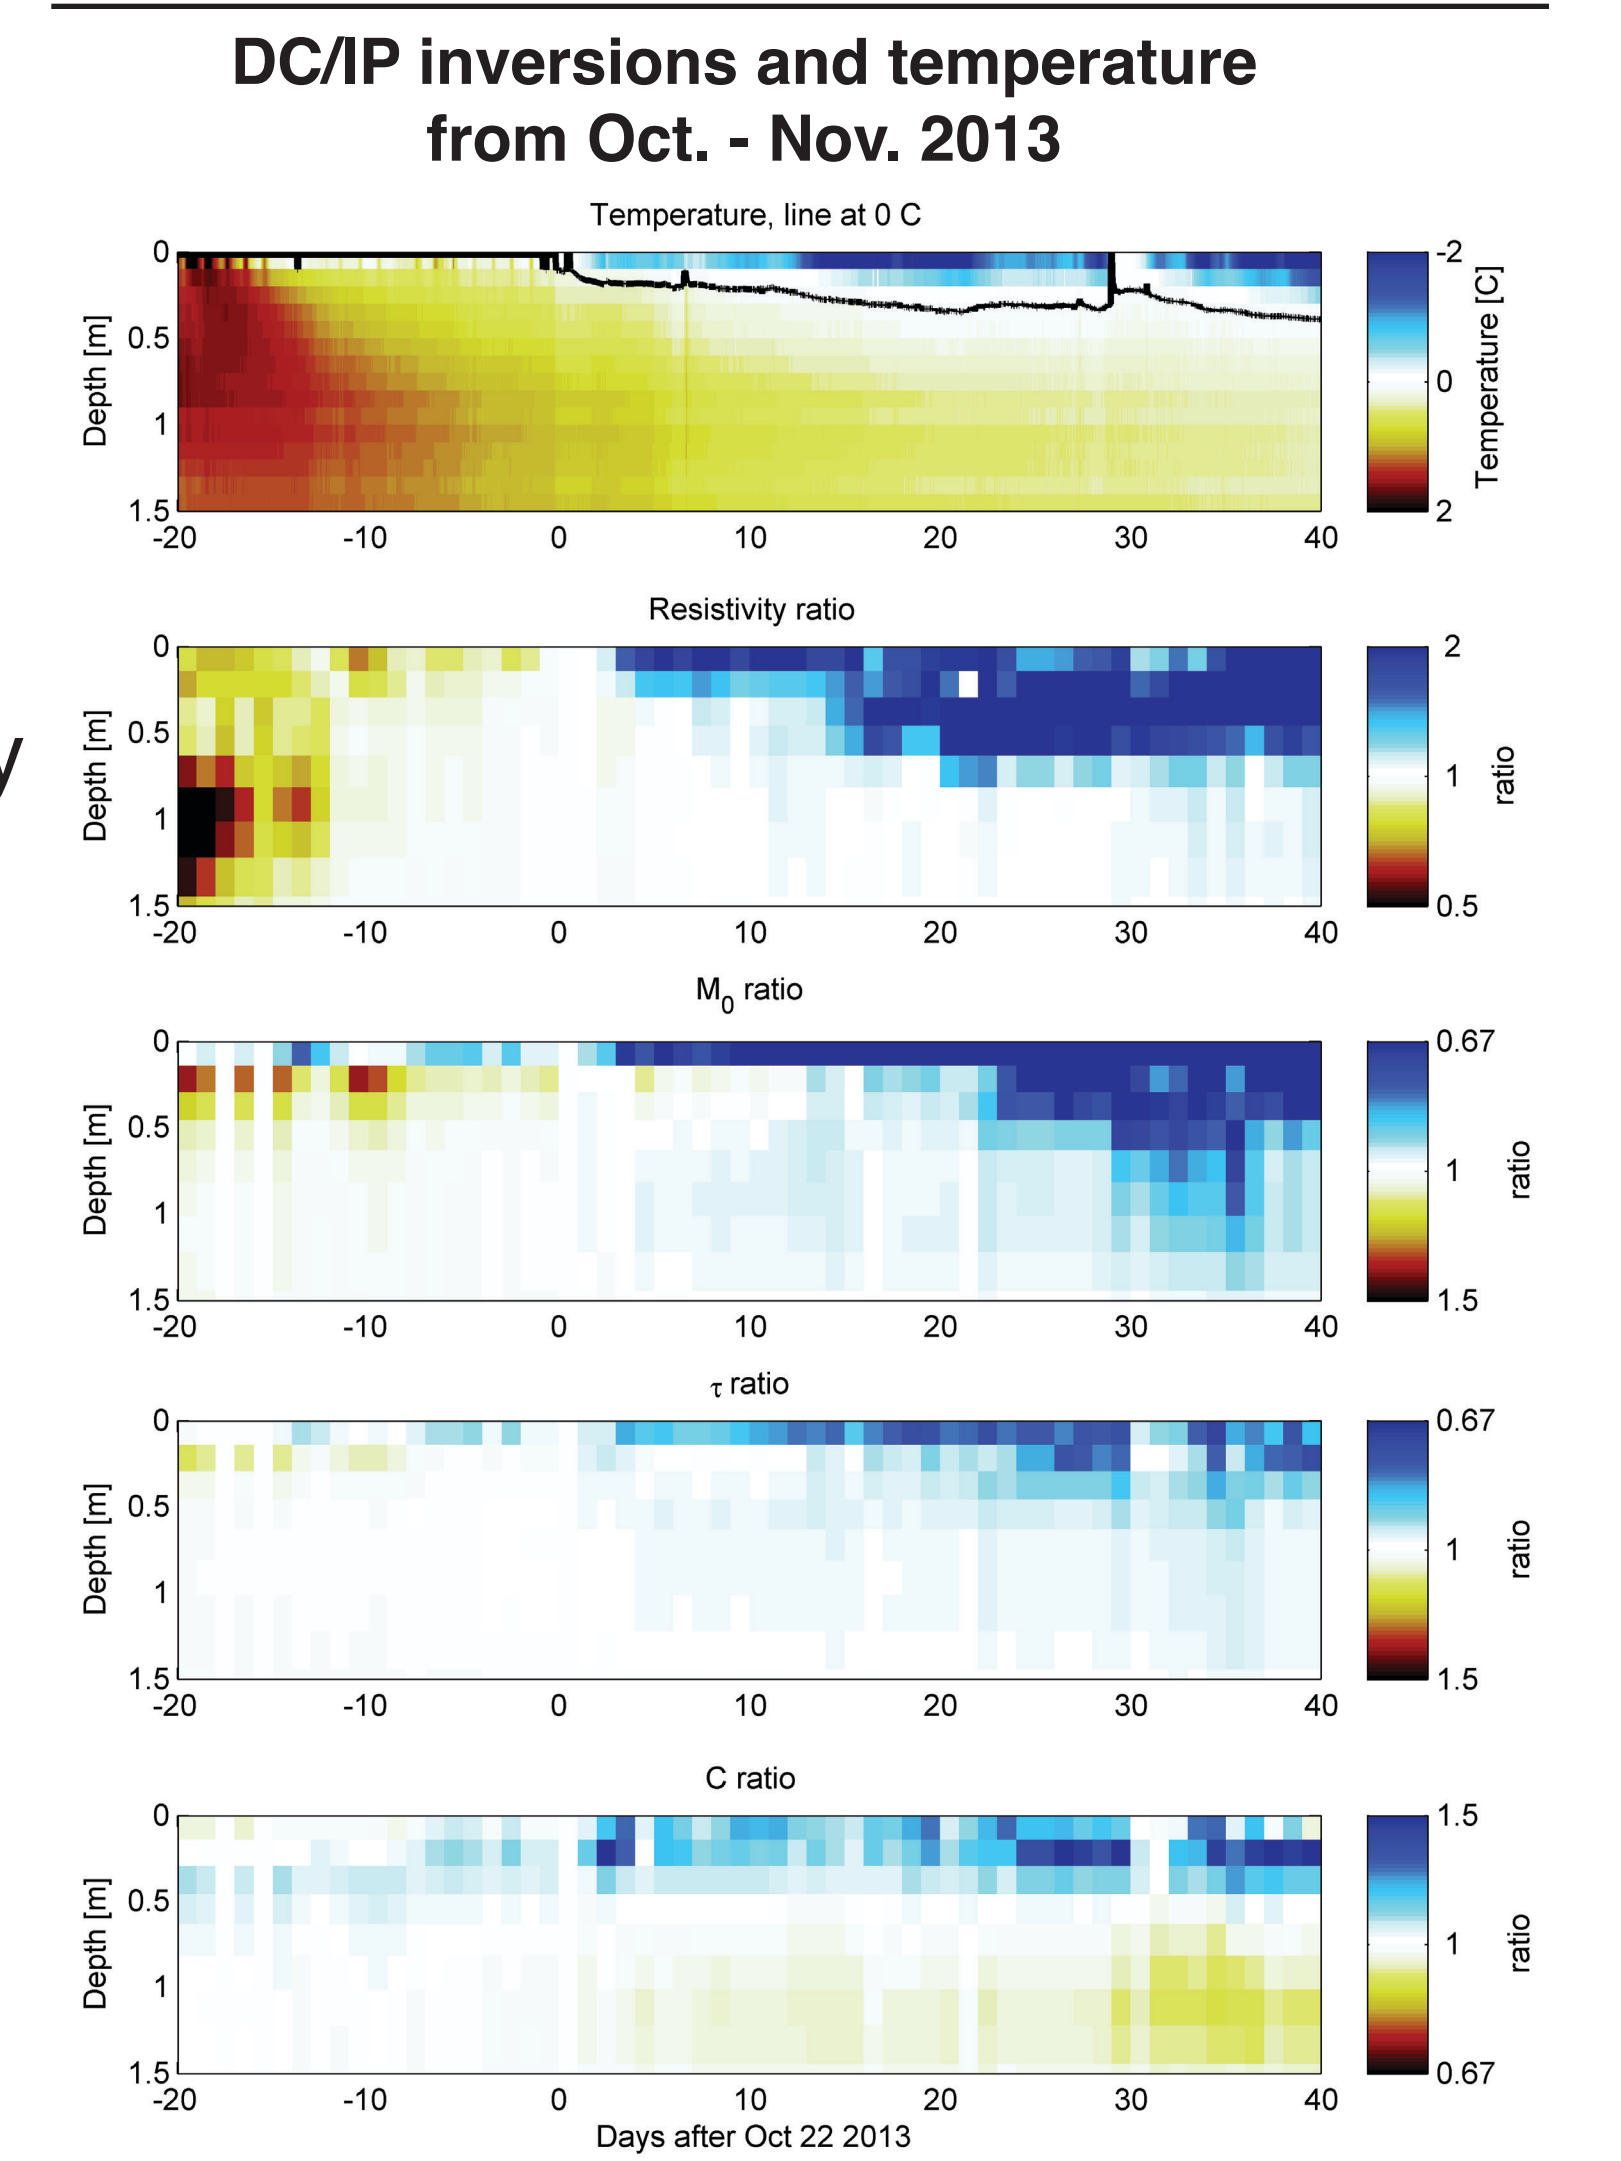 DC/IP inversions and temperature
from Oct. - Nov. 2013
Temperature, line at 0 C
0
0.5
1
1.5
Depth [m]
-20 -10 0 10 20 30 40
-2
0
2
Temperature [C]
Resistivity ratio
y
0
0.5
1
1.5
Depth [m]
-20 -10 0 10 20 30 40
2
1
0.5
ratio
M0 ratio
0
0.5
1
1.5
Depth [m]
-20 -10 0 10 20 30 40
0.67
1
1.5
ratio
τ ratio
0
0.5
1
1.5
Depth [m]
-20 -10 0 10 20 30 40
0.67
1
1.5
ratio
C ratio
0
0.5
1
1.5
Depth [m]
-20 -10 0 10 20 30 40
1.5
1
0.67
ratio
Days after Oct 22 2013